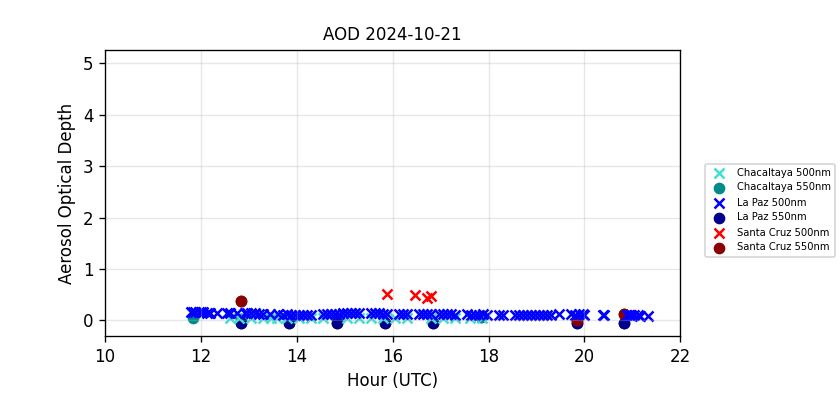 AOD 2024-10-21
Aerosol Optical Depth
5
4
3
2
1
0
10 12 14 16 18 20 22
Hour (UTC)
Chacaltaya 500nm
Chacaltaya 550nm
La Paz 500nm
La Paz 550nm
Santa Cruz 500nm
Santa Cruz 550nm